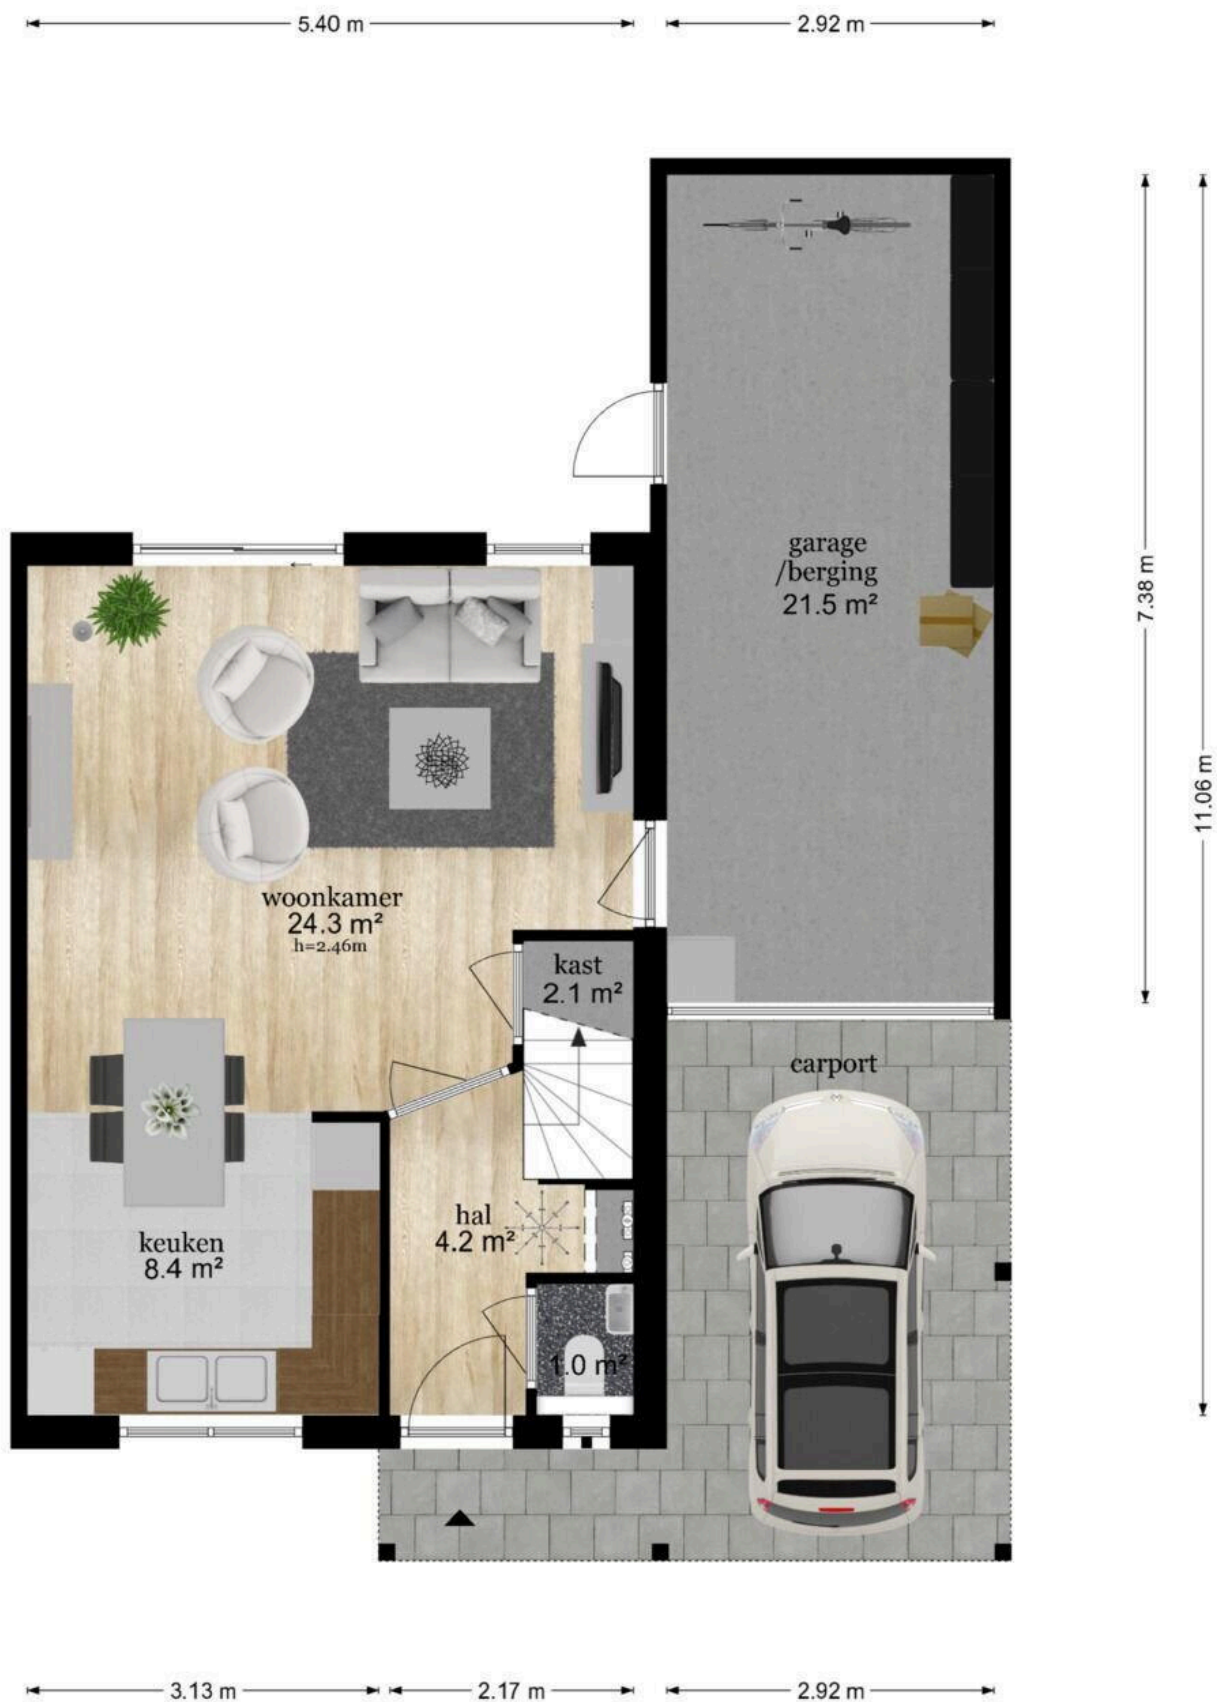 5.40 m
2.92 m
garage
/berging
21.5 m²
7.38 m
11.06 m
woonkamer
24.3 m²
h=2.46m
kast
2.1 m²
carport
hal
4.2 m²
keuken
8.4 m²
1.0 m²
3.13 m
2.17 m
2.92 m